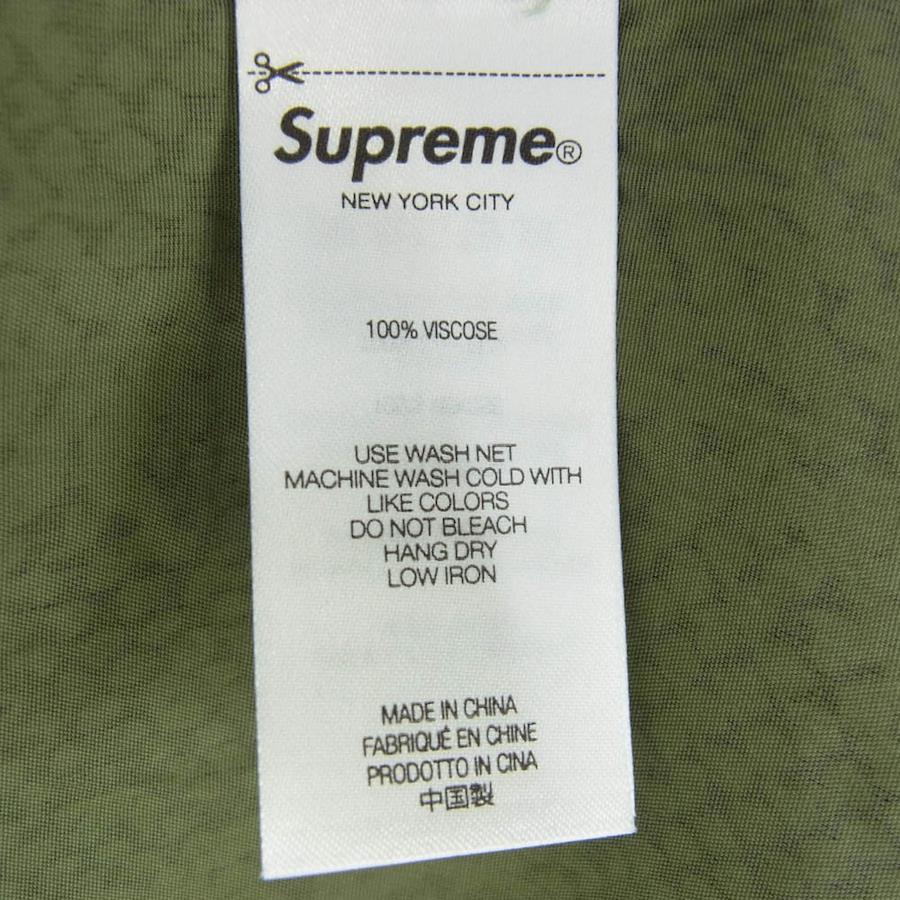 Supreme®
NEW YORK CITY
100% VISCOSE
USE WASH NET
MACHINE WASH COLD WITH
LIKE COLORS
DO NOT BLEACH
HANG DRY
LOW IRON
MADE IN CHINA
FABRIQUÉ EN CHINE
PRODOTTO IN CINA
中国製